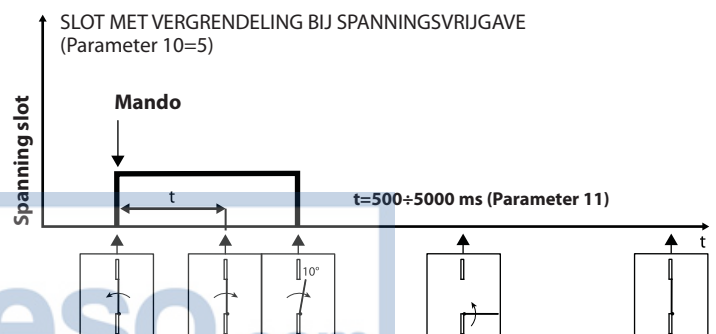 SLOT MET VERGRENDELING BIJ SPANNINGSVRIJGAVE
(Parameter 10=5)
Mando
Spanning slot
t
t=500÷5000 ms (Parameter 11)
t
10°